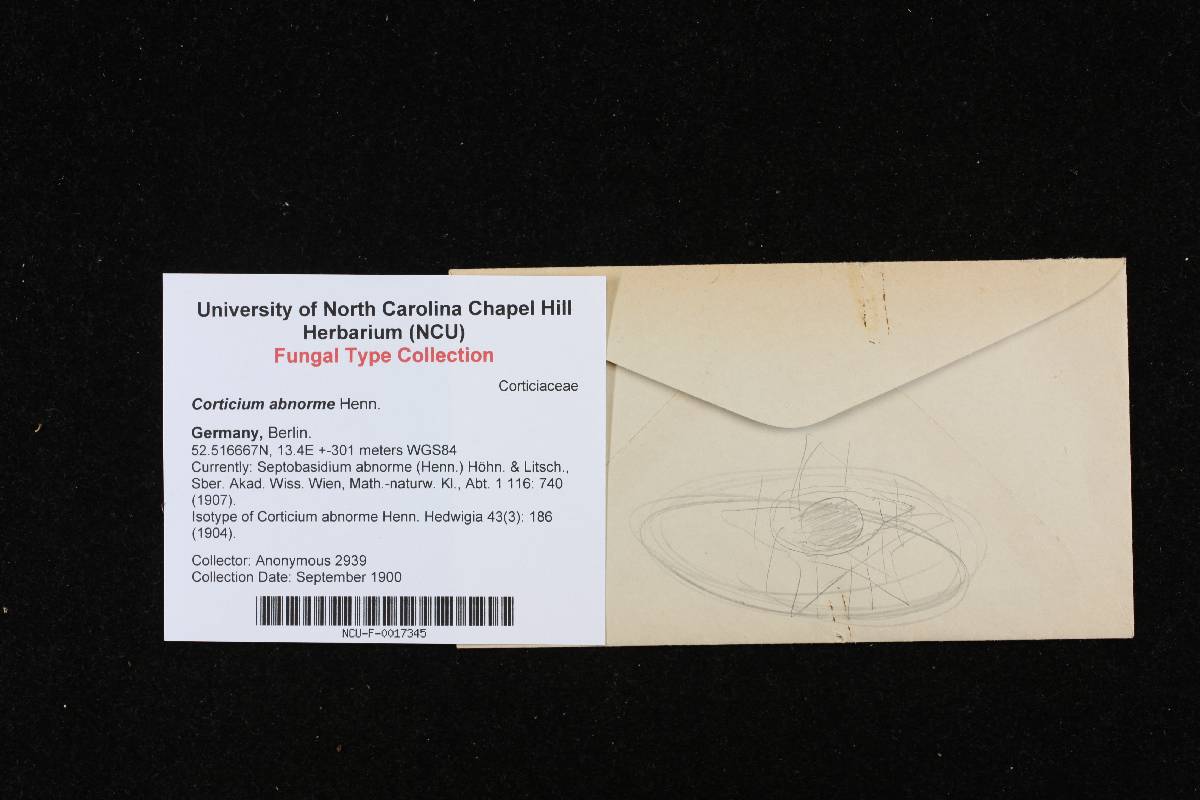 University of North Carolina Chapel Hill
Herbarium (NCU)
Fungal Type Collection
Corticiaceae
Corticium abnorme Henn.
Germany, Berlin.
52.516667N, 13.4E +-301 meters WGS84
Currently: Septobasidium abnorme (Henn.) Höhn. & Litsch.,
Sber. Akad. Wiss. Wien, Math.-naturw. Kl., Abt. 1 116: 740
(1907).
Isotype of Corticium abnorme Henn. Hedwigia 43(3): 186
(1904).
Collector: Anonymous 2939
Collection Date: September 1900
NCU-F-0017345